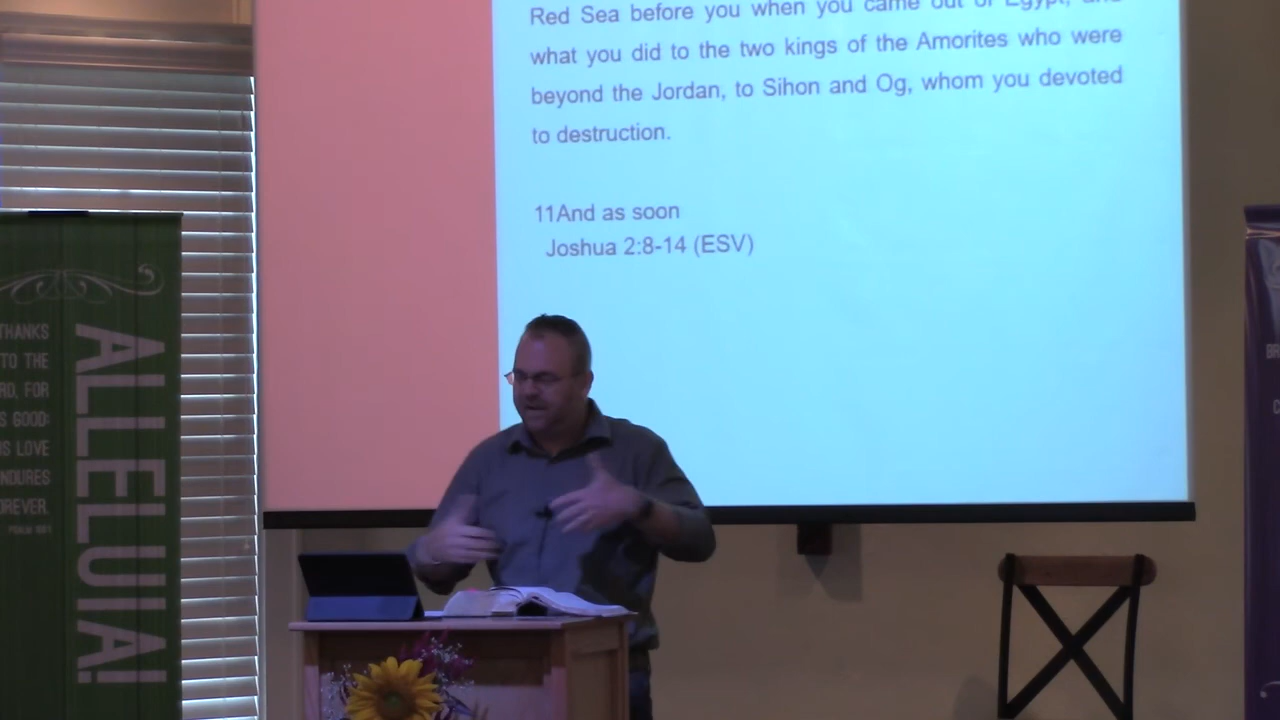 Red Sea before you when you came out of Egypt, and
what you did to the two kings of the Amorites who were
beyond the Jordan, to Sihon and Og, whom you devoted
to destruction.
11And as soon
Joshua 2:8-14 (ESV)
THANKS
TO THE
RD, FOR
S GOOD:
IS LOVE
NDURES
OREVER.
ALLELUIA!